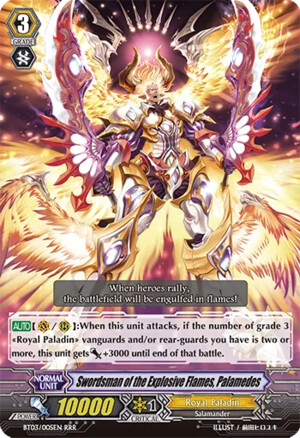 3
GRADE
When heroes rally,
the battlefield will be engulfed in flames!
AUTO [ / ]:When this unit attacks, if the number of grade 3
«Royal Paladin» vanguards and/or rear-guards you have is two or
more, this unit gets +3000 until end of that battle.
NORMAL UNIT
Swordsman of the Explosive Flames, Palamedes
POWER
10000
1
CRITICAL
Royal Paladin
Salamander
BT03/005EN RRR
ILLUST /